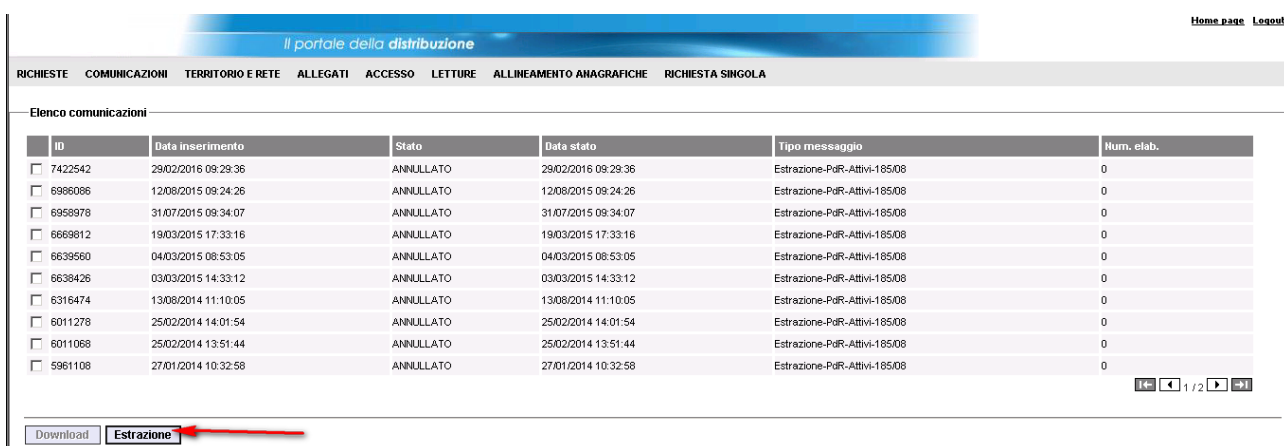 Home page Logout
Il portale della distribuzione
RICHIESTE COMUNICAZIONI TERRITORIO E RETE ALLEGATI ACCESSO LETTURE ALLINEAMENTO ANAGRAFICHE RICHIESTA SINGOLA
Elenco comunicazioni
ID Data inserimento Stato Data stato Tipo messaggio Num. elab.
7422542 29/02/2016 09:29:36 ANNULLATO 29/02/2016 09:29:36 Estrazione-PdR-Attivi-185/08 0
6986086 12/08/2015 09:24:26 ANNULLATO 12/08/2015 09:24:26 Estrazione-PdR-Attivi-185/08 0
6958978 31/07/2015 09:34:07 ANNULLATO 31/07/2015 09:34:07 Estrazione-PdR-Attivi-185/08 0
6669812 19/03/2015 17:33:16 ANNULLATO 19/03/2015 17:33:16 Estrazione-PdR-Attivi-185/08 0
6639560 04/03/2015 08:53:05 ANNULLATO 04/03/2015 08:53:05 Estrazione-PdR-Attivi-185/08 0
6638426 03/03/2015 14:33:12 ANNULLATO 03/03/2015 14:33:12 Estrazione-PdR-Attivi-185/08 0
6316474 13/08/2014 11:10:05 ANNULLATO 13/08/2014 11:10:05 Estrazione-PdR-Attivi-185/08 0
6011278 25/02/2014 14:01:54 ANNULLATO 25/02/2014 14:01:54 Estrazione-PdR-Attivi-185/08 0
6011068 25/02/2014 13:51:44 ANNULLATO 25/02/2014 13:51:44 Estrazione-PdR-Attivi-185/08 0
5961108 27/01/2014 10:32:58 ANNULLATO 27/01/2014 10:32:58 Estrazione-PdR-Attivi-185/08 0
1 / 2
Download Estrazione